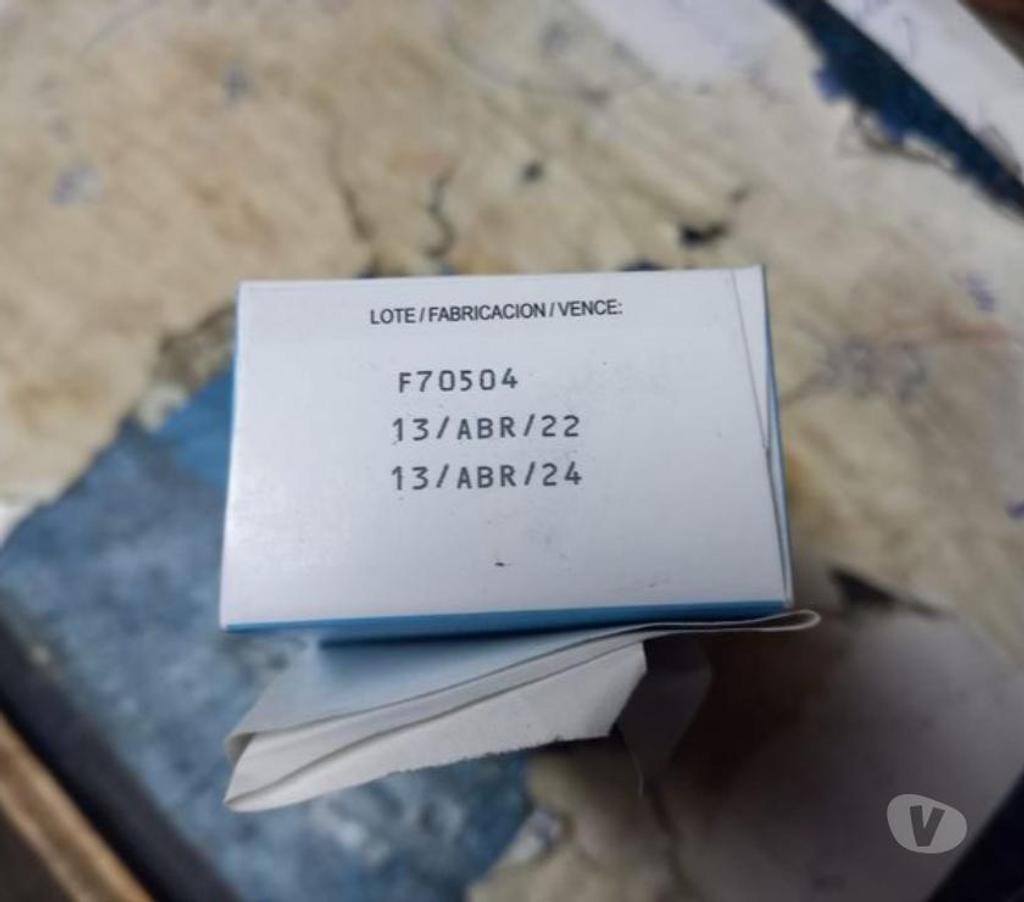 LOTE / FABRICACION / VENCE:
F70504
13/ABR/22
13/ABR/24
V